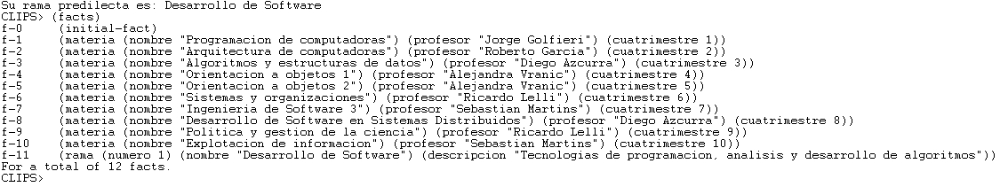 Su rama predilecta es: Desarrollo de Software
CLIPS> (facts)
f-0 (initial-fact)
f-1 (materia (nombre "Programacion de computadoras") (profesor "Jorge Golfieri") (cuatrimestre 1))
f-2 (materia (nombre "Arquitectura de computadoras") (profesor "Roberto Garcia") (cuatrimestre 2))
f-3 (materia (nombre "Algoritmos y estructuras de datos") (profesor "Diego Azcurra") (cuatrimestre 3))
f-4 (materia (nombre "Orientacion a objetos 1") (profesor "Alejandra Vranic") (cuatrimestre 4))
f-5 (materia (nombre "Orientacion a objetos 2") (profesor "Alejandra Vranic") (cuatrimestre 5))
f-6 (materia (nombre "Sistemas y organizaciones") (profesor "Ricardo Lelli") (cuatrimestre 6))
f-7 (materia (nombre "Ingenieria de Software 3") (profesor "Sebastian Martins") (cuatrimestre 7))
f-8 (materia (nombre "Desarrollo de Software en Sistemas Distribuidos") (profesor "Diego Azcurra") (cuatrimestre 8))
f-9 (materia (nombre "Politica y gestion de la ciencia") (profesor "Ricardo Lelli") (cuatrimestre 9))
f-10 (materia (nombre "Explotacion de informacion") (profesor "Sebastian Martins") (cuatrimestre 10))
f-11 (rama (numero 1) (nombre "Desarrollo de Software") (descripcion "Tecnologias de programacion, analisis y desarrollo de algoritmos"))
For a total of 12 facts.
CLIPS>